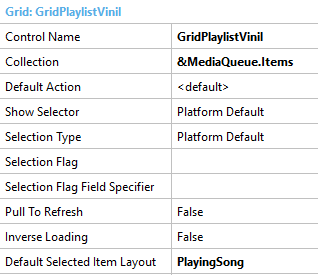 Grid: GridPlaylistVinil
Control Name GridPlaylistVinil
Collection &MediaQueue.Items
Default Action <default>
Show Selector Platform Default
Selection Type Platform Default
Selection Flag
Selection Flag Field Specifier
Pull To Refresh False
Inverse Loading False
Default Selected Item Layout PlayingSong